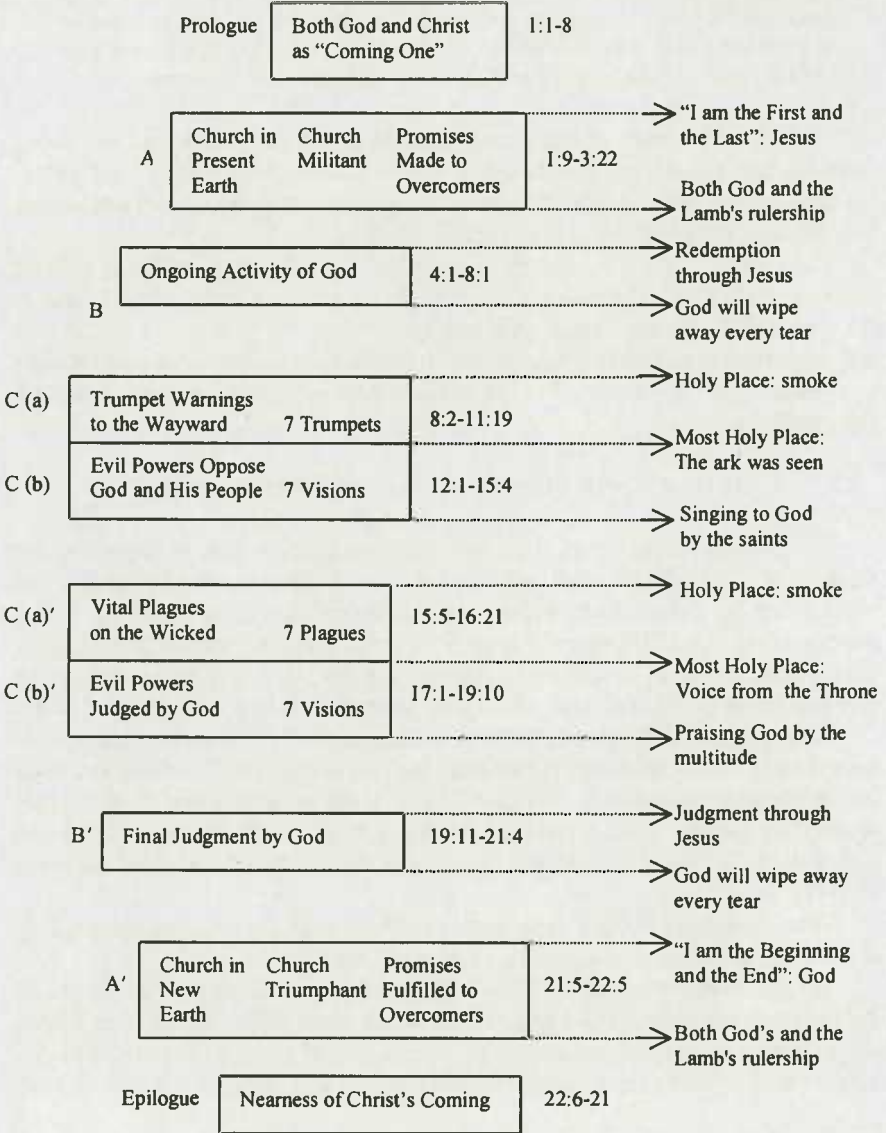 Prologue Both God and Christ 1:1-8
as “Coming One”
“I am the First and
the Last”: Jesus
A Church in Church Promises 1:9-3:22
Present Militant Made to
Earth Overcomers
Both God and the
Lamb's rulership
B Ongoing Activity of God 4:1-8:1
Redemption
through Jesus
God will wipe
away every tear
C (a) Trumpet Warnings
to the Wayward 7 Trumpets 8:2-11:19
Holy Place: smoke
Most Holy Place:
The ark was seen
C (b) Evil Powers Oppose
God and His People 7 Visions 12:1-15:4
Singing to God
by the saints
C (a)′ Vital Plagues 15:5-16:21
on the Wicked 7 Plagues
Holy Place: smoke
Most Holy Place:
Voice from the Throne
C (b)′ Evil Powers 17:1-19:10
Judged by God 7 Visions
Praising God by the
multitude
B′ Final Judgment by God 19:11-21:4
Judgment through
Jesus
God will wipe away
every tear
A′ Church in Church Promises 21:5-22:5
New Triumphant Fulfilled to
Earth Overcomers
“I am the Beginning
and the End”: God
Both God's and the
Lamb's rulership
Epilogue Nearness of Christ’s Coming 22:6-21